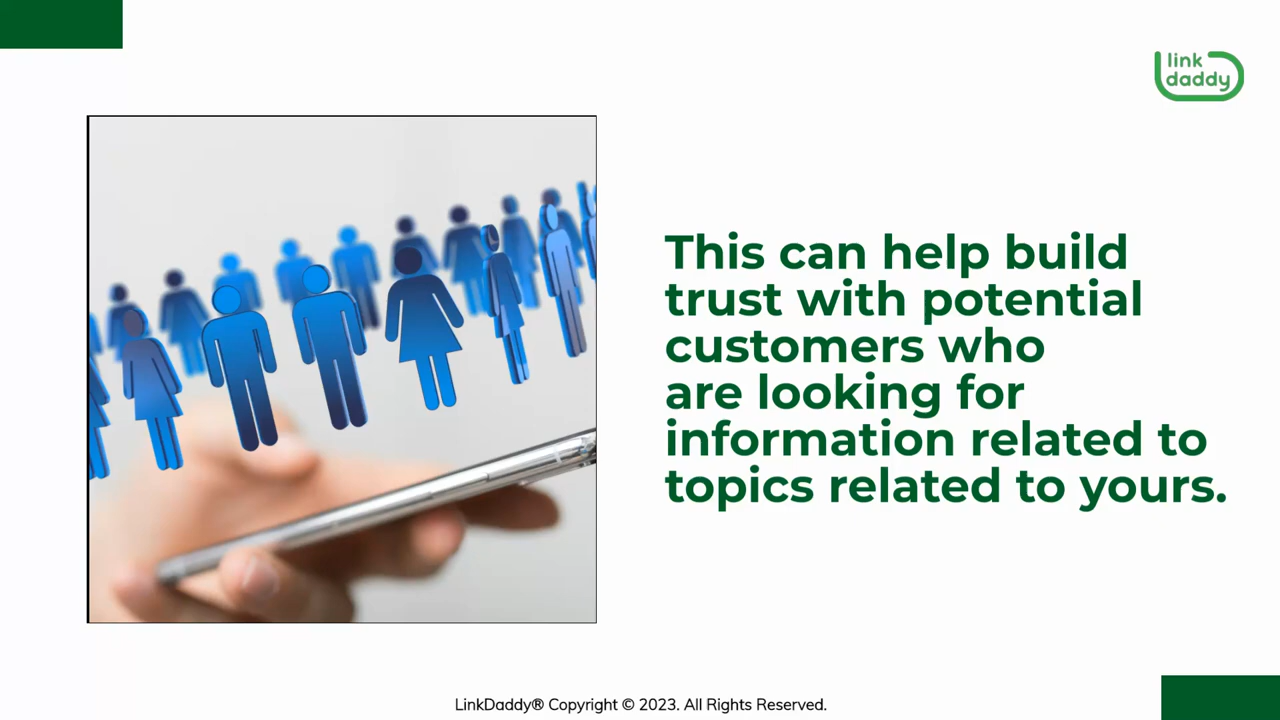 link
daddy
This can help build
trust with potential
customers who
are looking for
information related to
topics related to yours.
LinkDaddy® Copyright © 2023. All Rights Reserved.